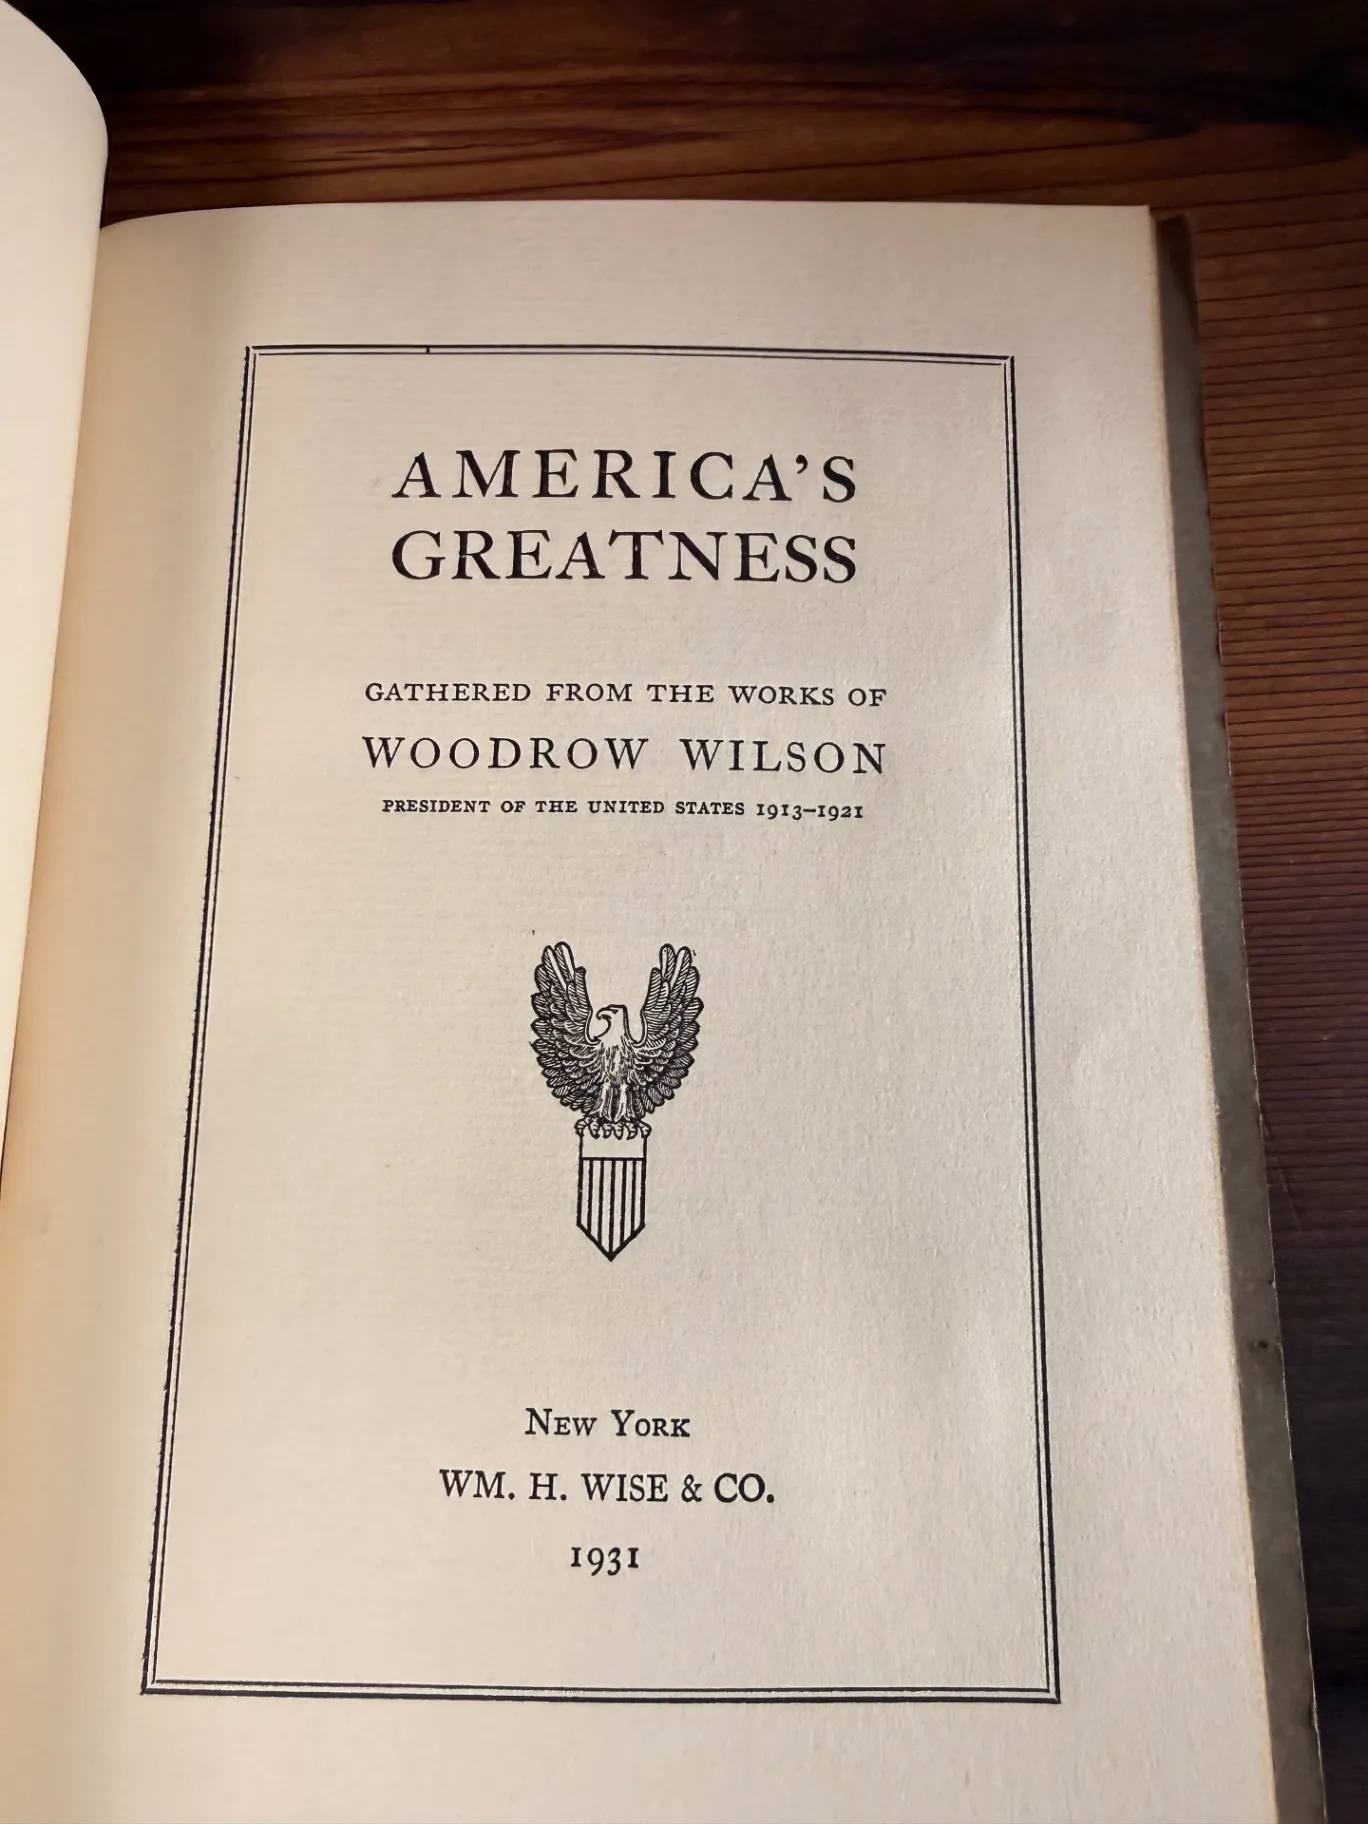 AMERICA'S
GREATNESS
GATHERED FROM THE WORKS OF
WOODROW WILSON
PRESIDENT OF THE UNITED STATES 1913–1921
NEW YORK
WM. H. WISE & CO.
1931